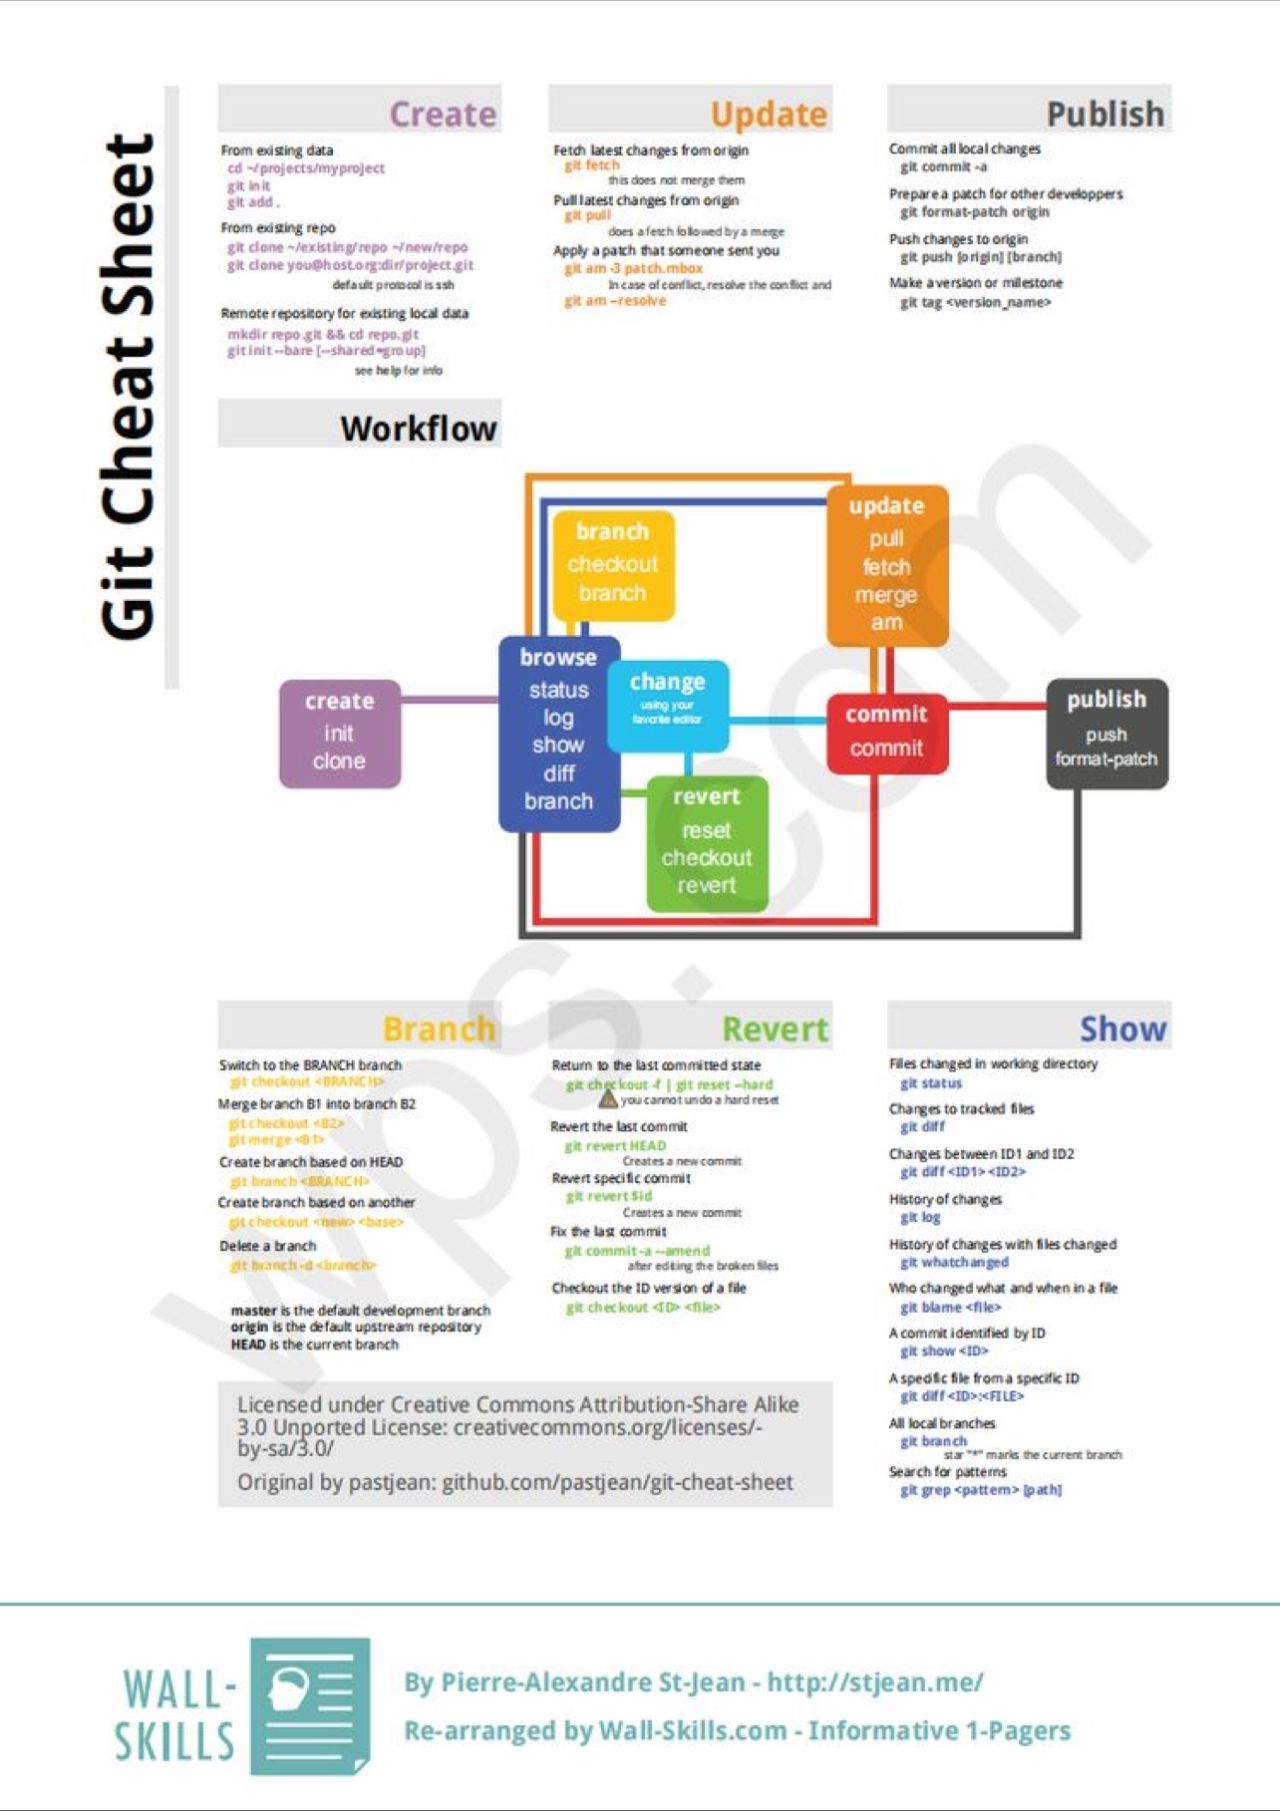 Git Cheat Sheet
Create
From existing data
cd ~/projects/myproject
git init
git add .
From existing repo
git clone ~/existing/repo ~/new/repo
git clone you@host.org:dir/project.git
default protocol is ssh
Remote repository for existing local data
mkdir repo.git && cd repo.git
git init --bare [--shared=group]
see help for info
Update
Fetch latest changes from origin
git fetch
this does not merge them
Pull latest changes from origin
git pull
does a fetch followed by a merge
Apply a patch that someone sent you
git am -3 patch.mbox
In case of conflict, resolve the conflict and
git am --resolve
Publish
Commit all local changes
git commit -a
Prepare a patch for other developpers
git format-patch origin
Push changes to origin
git push [origin] [branch]
Make a version or milestone
git tag <version_name>
Workflow
create
init
clone
browse
status
log
show
diff
branch
branch
checkout
branch
change
using your
favorite editor
revert
reset
checkout
revert
update
pull
fetch
merge
am
commit
commit
publish
push
format-patch
Branch
Switch to the BRANCH branch
git checkout <BRANCH>
Merge branch B1 into branch B2
git checkout <B2>
git merge <B1>
Create branch based on HEAD
git branch <BRANCH>
Create branch based on another
git checkout <new> <base>
Delete a branch
git branch -d <branch>
master is the default development branch
origin is the default upstream repository
HEAD is the current branch
Revert
Return to the last committed state
git checkout -f | git reset --hard
you cannot undo a hard reset
Revert the last commit
git revert HEAD
Creates a new commit
Revert specific commit
git revert $id
Creates a new commit
Fix the last commit
git commit -a --amend
after editing the broken files
Checkout the ID version of a file
git checkout <ID> <file>
Show
Files changed in working directory
git status
Changes to tracked files
git diff
Changes between ID1 and ID2
git diff <ID1> <ID2>
History of changes
git log
History of changes with files changed
git whatchanged
Who changed what and when in a file
git blame <file>
A commit identified by ID
git show <ID>
A specific file from a specific ID
git diff <ID>:<FILE>
All local branches
git branch
star "*" marks the current branch
Search for patterns
git grep <pattern> [path]
Licensed under Creative Commons Attribution-Share Alike
3.0 Unported License: creativecommons.org/licenses/-
by-sa/3.0/
Original by pastjean: github.com/pastjean/git-cheat-sheet
wps.com
WALL-
SKILLS
By Pierre-Alexandre St-Jean - http://stjean.me/
Re-arranged by Wall-Skills.com - Informative 1-Pagers